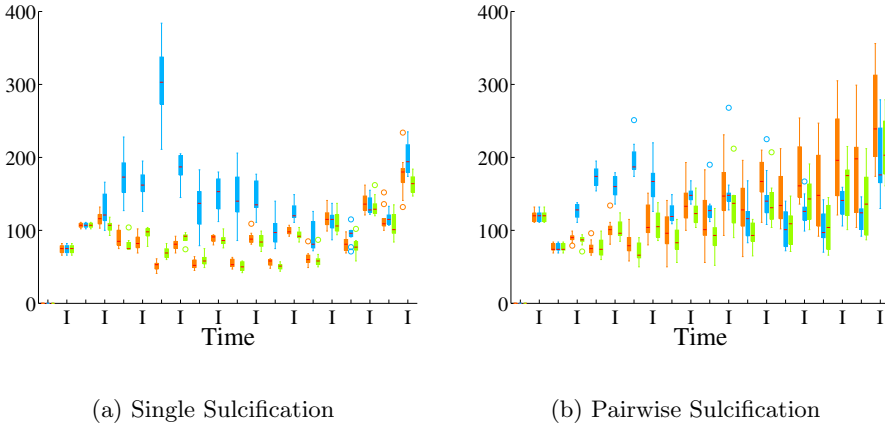 400
300
200
100
0
I I I I I I I I I I
Time
(a) Single Sulcification
400
300
200
100
0
I I I I I I I I I I
Time
(b) Pairwise Sulcification